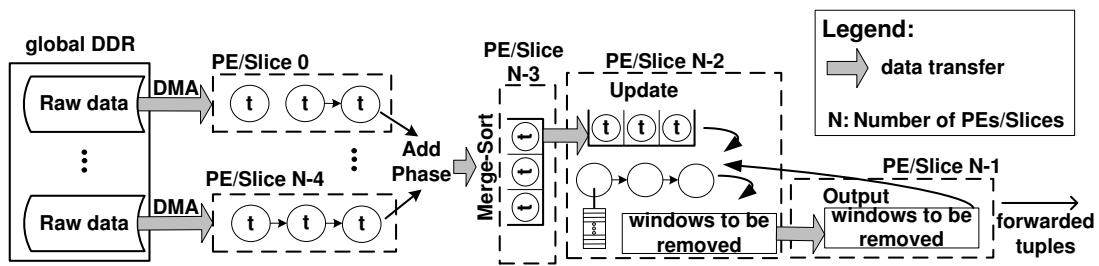 global DDR
Raw data
DMA
Raw data
DMA
PE/Slice 0
t
t
t
PE/Slice N-4
t
t
t
Add
Phase
PE/Slice
N-3
Merge-Sort
t
t
t
PE/Slice N-2
Update
t
t
t
windows to be
removed
PE/Slice N-1
Output
windows to be
removed
forwarded
tuples
Legend:
data transfer
N: Number of PEs/Slices